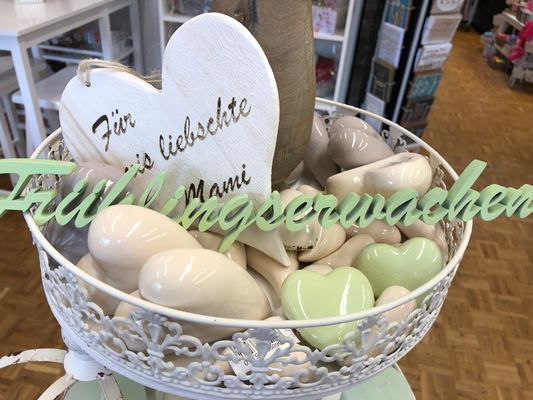 Für
liebschte
Mami
Frühlingserwachen